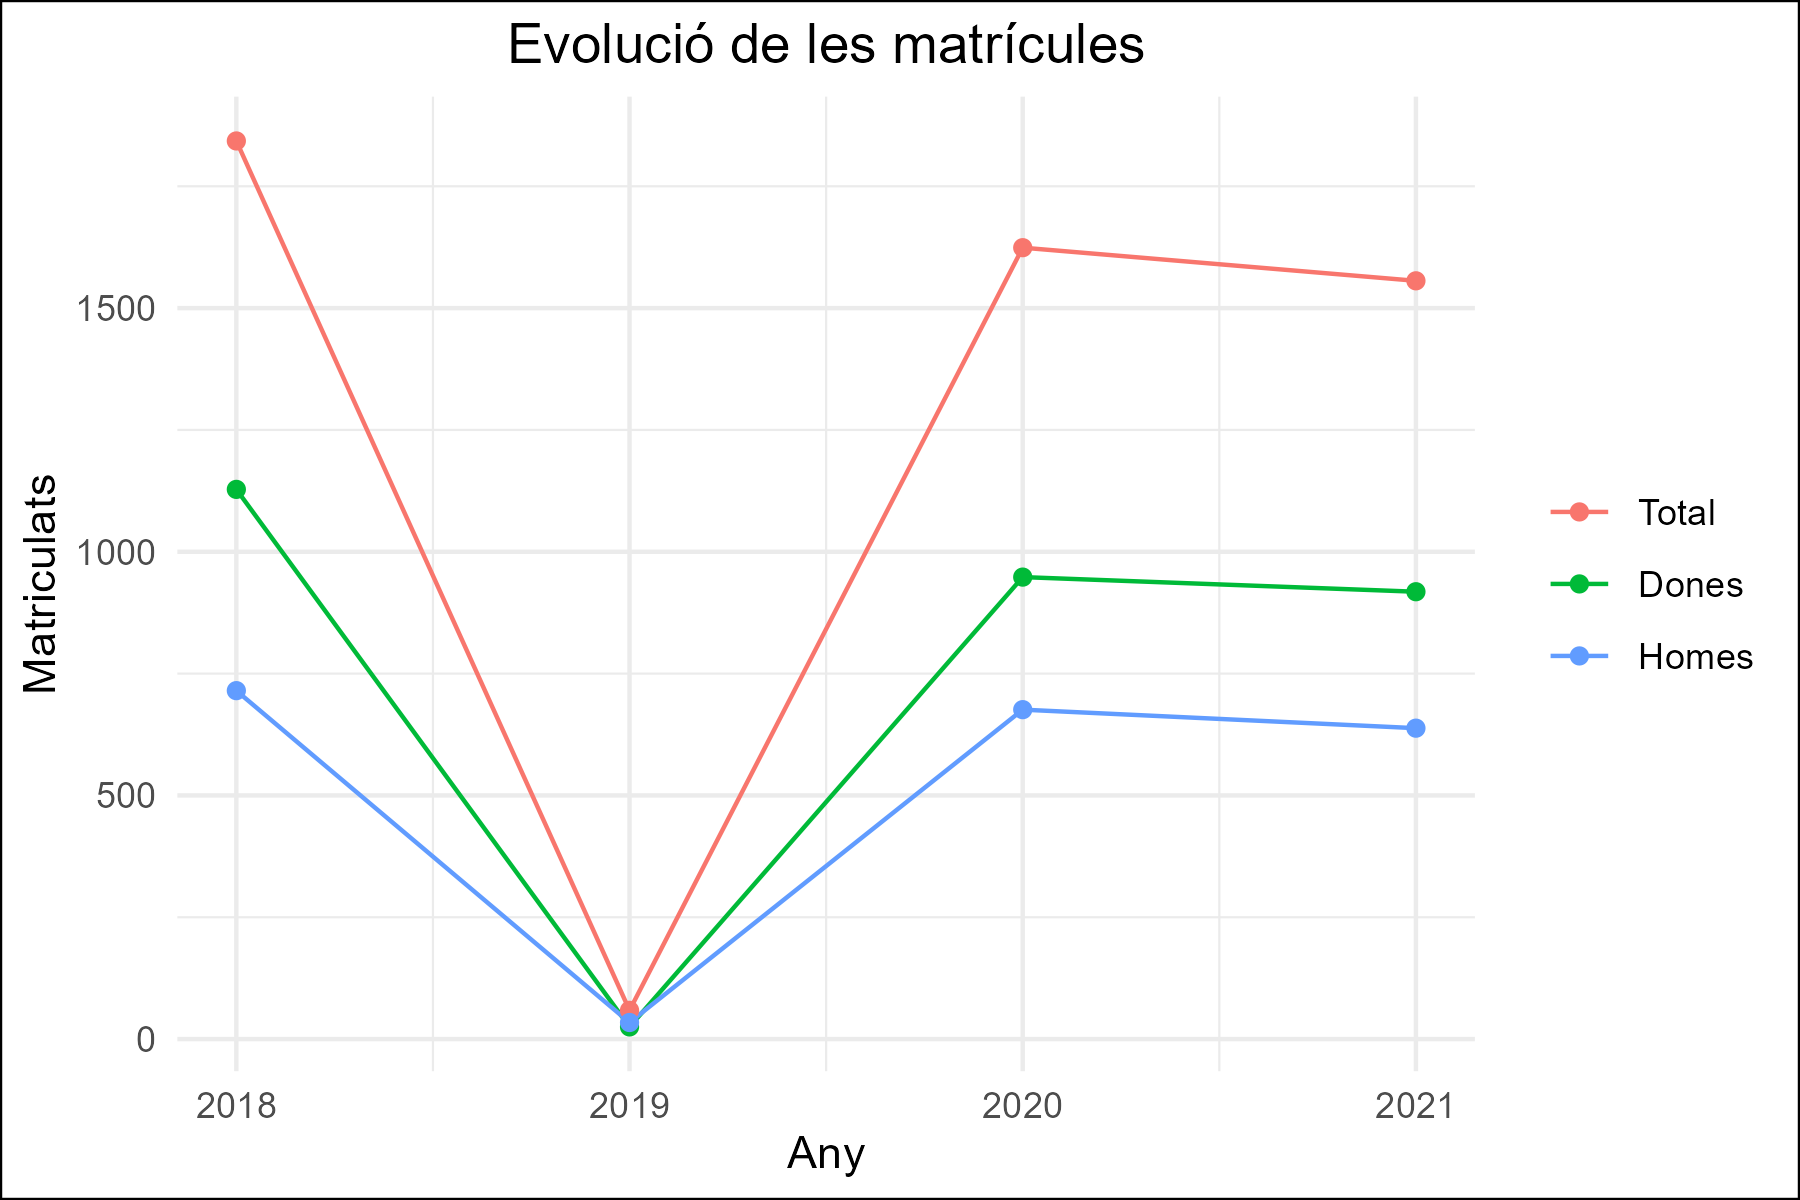 Evolució de les matrícules
Matriculats
1500
1000
500
0
2018
2019
2020
2021
Any
Total
Dones
Homes